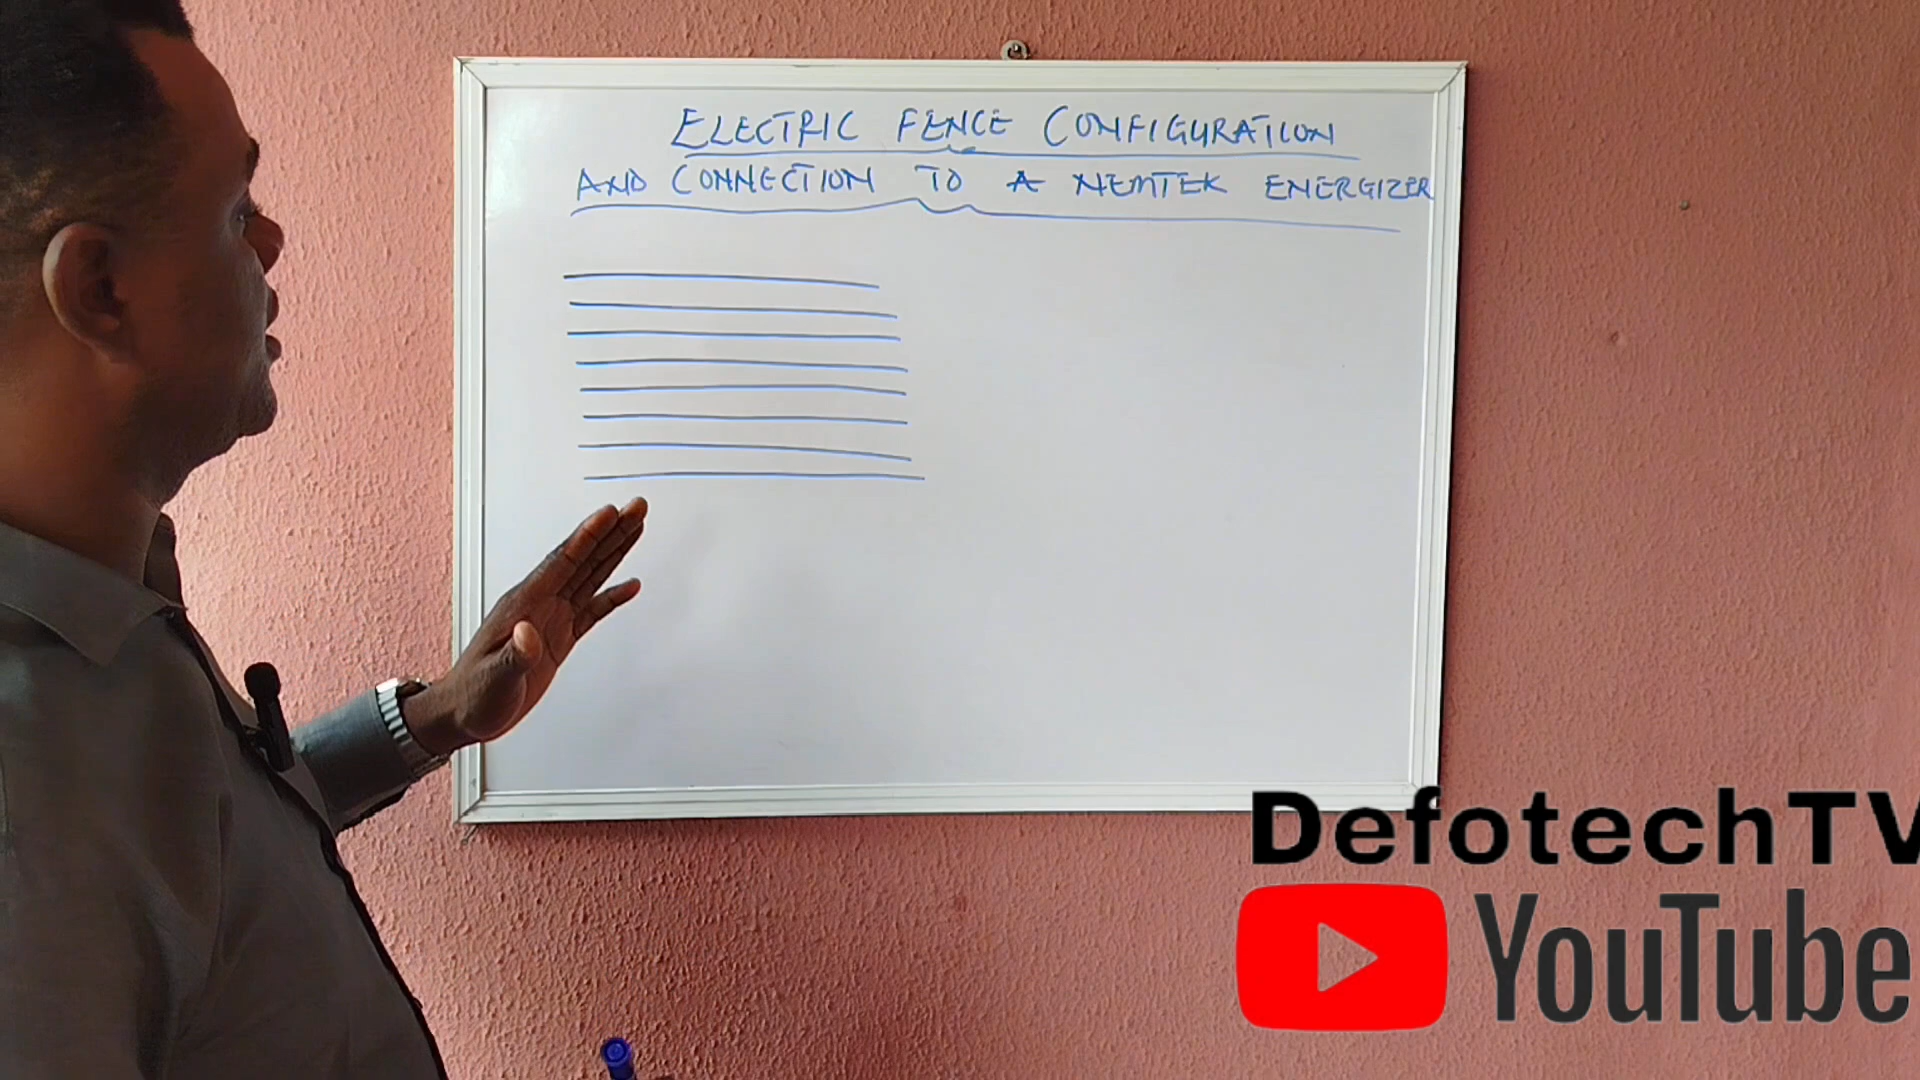 ELECTRIC FENCE CONFIGURATION
AND CONNECTION TO A NEMTEK ENERGIZER
DefotechTV
YouTube